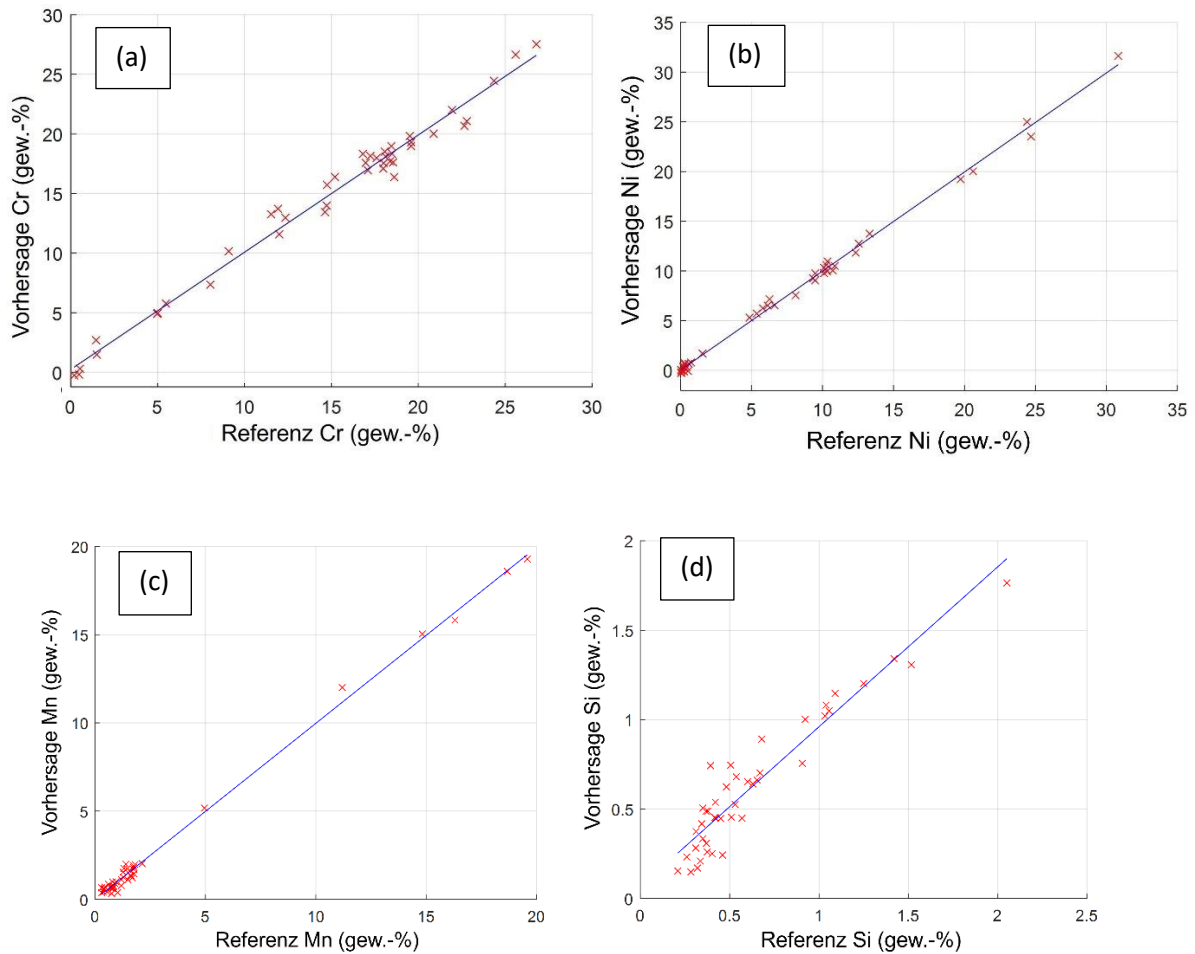 (a)
30
25
20
15
10
5
0
Vorhersage Cr (gew.-%)
0 5 10 15 20 25 30
Referenz Cr (gew.-%)
(b)
35
30
25
20
15
10
5
0
Vorhersage Ni (gew.-%)
0 5 10 15 20 25 30 35
Referenz Ni (gew.-%)
(c)
20
15
10
5
0
Vorhersage Mn (gew.-%)
0 5 10 15 20
Referenz Mn (gew.-%)
(d)
2
1.5
1
0.5
0
Vorhersage Si (gew.-%)
0 0.5 1 1.5 2 2.5
Referenz Si (gew.-%)